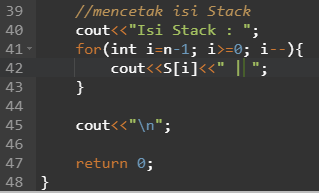 39 //mencetak isi Stack
40 cout<<"Isi Stack : ";
41 for(int i=n-1; i>=0; i--){
42 cout<<S[i]<<" | ";
43 }
44
45 cout<<"\n";
46
47 return 0;
48 }